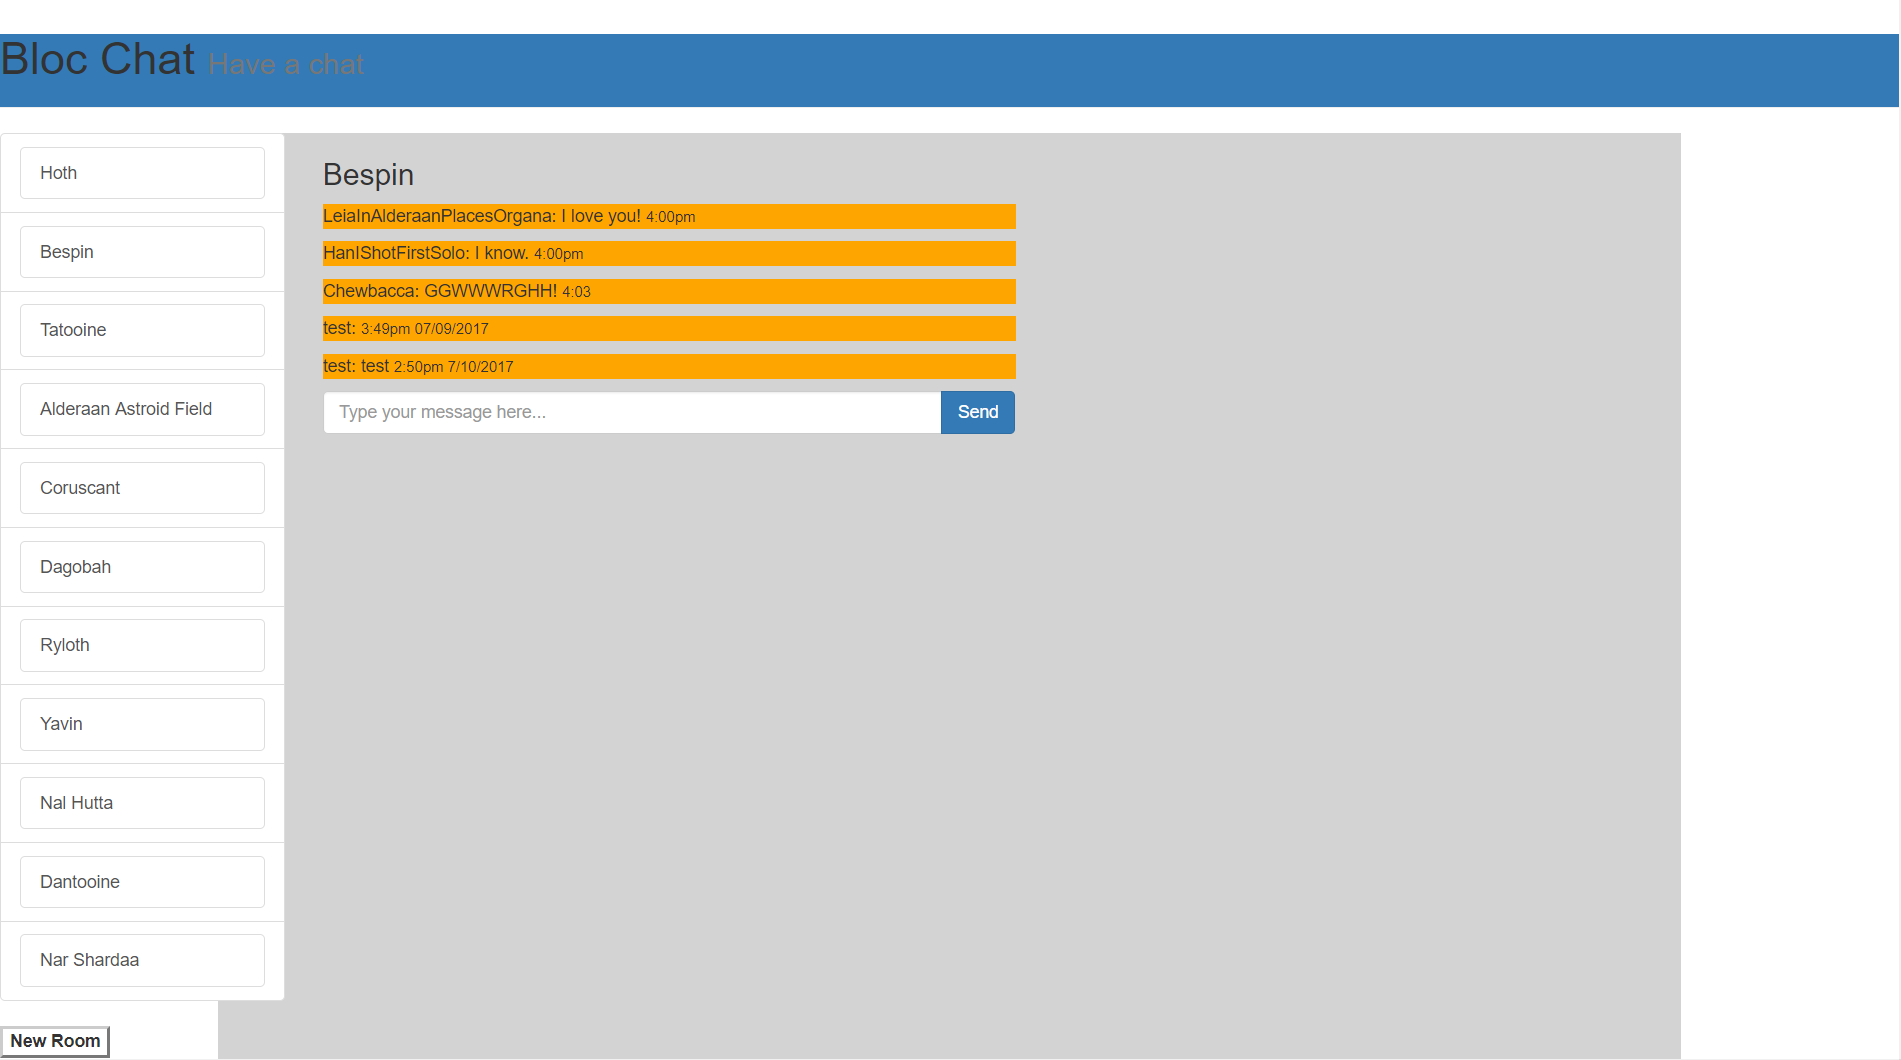 Bloc Chat Have a chat
Hoth
Bespin
Tatooine
Alderaan Astroid Field
Coruscant
Dagobah
Ryloth
Yavin
Nal Hutta
Dantooine
Nar Shardaa
New Room
Bespin
LeiaInAlderaanPlacesOrgana: I love you! 4:00pm
HanIShotFirstSolo: I know. 4:00pm
Chewbacca: GGWWWRGHH! 4:03
test: 3:49pm 07/09/2017
test: test 2:50pm 7/10/2017
Type your message here... Send